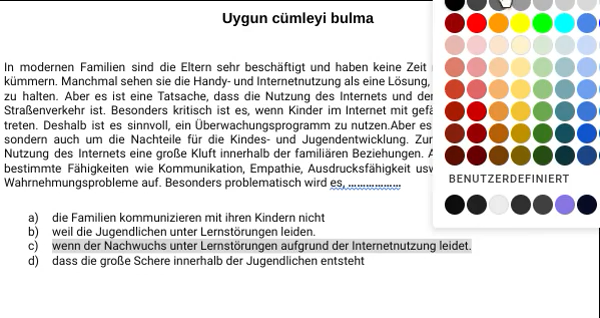 Uygun cümleyi bulma
In modernen Familien sind die Eltern sehr beschäftigt und haben keine Zeit
kümmern. Manchmal sehen sie die Handy- und Internetnutzung als eine Lösung,
zu halten. Aber es ist eine Tatsache, dass die Nutzung des Internets und der
Straßenverkehr ist. Besonders kritisch ist es, wenn Kinder im Internet mit
treten. Deshalb ist es sinnvoll, ein Überwachungsprogramm zu nutzen.Aber es
sondern auch um die Nachteile für die Kindes- und Jugendentwicklung.
Nutzung des Internets eine große Kluft innerhalb der familiären Beziehungen.
bestimmte Fähigkeiten wie Kommunikation, Empathie, Ausdrucksfähigkeit
Wahrnehmungsprobleme auf. Besonders problematisch wird es, ………………
BENUTZERDEFINIERT
a) die Familien kommunizieren mit ihren Kindern nicht
b) weil die Jugendlichen unter Lernstörungen leiden.
c) wenn der Nachwuchs unter Lernstörungen aufgrund der Internetnutzung leidet.
d) dass die große Schere innerhalb der Jugendlichen entsteht